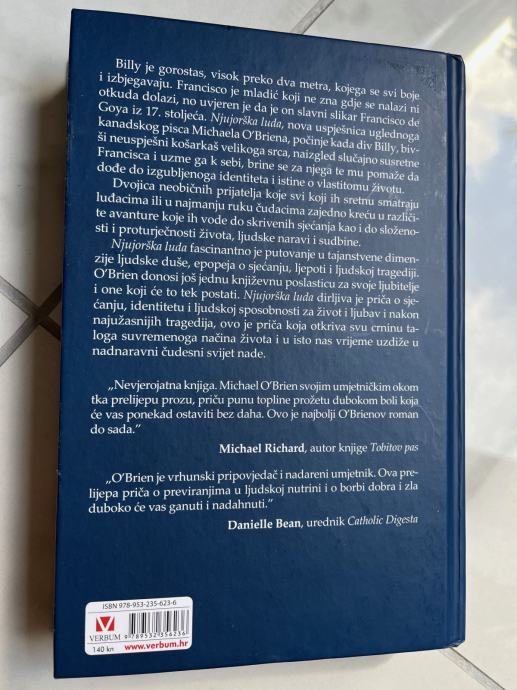 Billy je gorostas, visok preko dva metra, kojega se svi boje
i izbjegavaju. Francisco je mladić koji ne zna gdje se nalazi ni
otkuda dolazi, no uvjeren je da je on slavni slikar Francisco de
Goya iz 17. stoljeća. Njujorška luda, nova uspješnica uglednoga
kanadskog pisca Michaela O'Briena, počinje kada div Billy, biv-
ši neuspješni košarkaš velikoga srca, naizgled slučajno susretne
Francisca i uzme ga k sebi, brine se za njega te mu pomaže da
dođe do izgubljenoga identiteta i istine o vlastitomu životu.
Dvojica neobičnih prijatelja koje svi koji ih sretnu smatraju
luđacima ili u najmanju ruku čudacima zajedno kreću u različi-
te avanture koje ih vode do skrivenih sjećanja kao i do složeno-
sti i proturječnosti života, ljudske naravi i sudbine.
Njujorška luda fascinantno je putovanje u tajanstvene dimen-
zije ljudske duše, epopeja o sjećanju, ljepoti i ljudskoj tragediji.
O'Brien donosi još jednu književnu poslasticu za svoje ljubitelje
i one koji će to tek postati. Njujorška luda dirljiva je priča o sje-
ćanju, identitetu i ljudskoj sposobnosti za život i ljubav i nakon
najužasnijih tragedija, ovo je priča koja otkriva svu crninu ta-
loga suvremenoga načina života i u isto nas vrijeme uzdiže u
nadnaravni čudesni svijet nade.
„Nevjerojatna knjiga. Michael O'Brien svojim umjetničkim okom
tka prelijepu prozu, priču punu topline prožetu dubokom boli koja
će vas ponekad ostaviti bez daha. Ovo je najbolji O'Brienov roman
do sada.”
Michael Richard, autor knjige Tobitov pas
„O'Brien je vrhunski pripovjedač i nadareni umjetnik. Ova pre-
lijepa priča o previranjima u ljudskoj nutrini i o borbi dobra i zla
duboko će vas ganuti i nadahnuti.”
Danielle Bean, urednik Catholic Digesta
ISBN 978-953-235-623-6
VERBUM
9 789532 356236
140 kn
www.verbum.hr